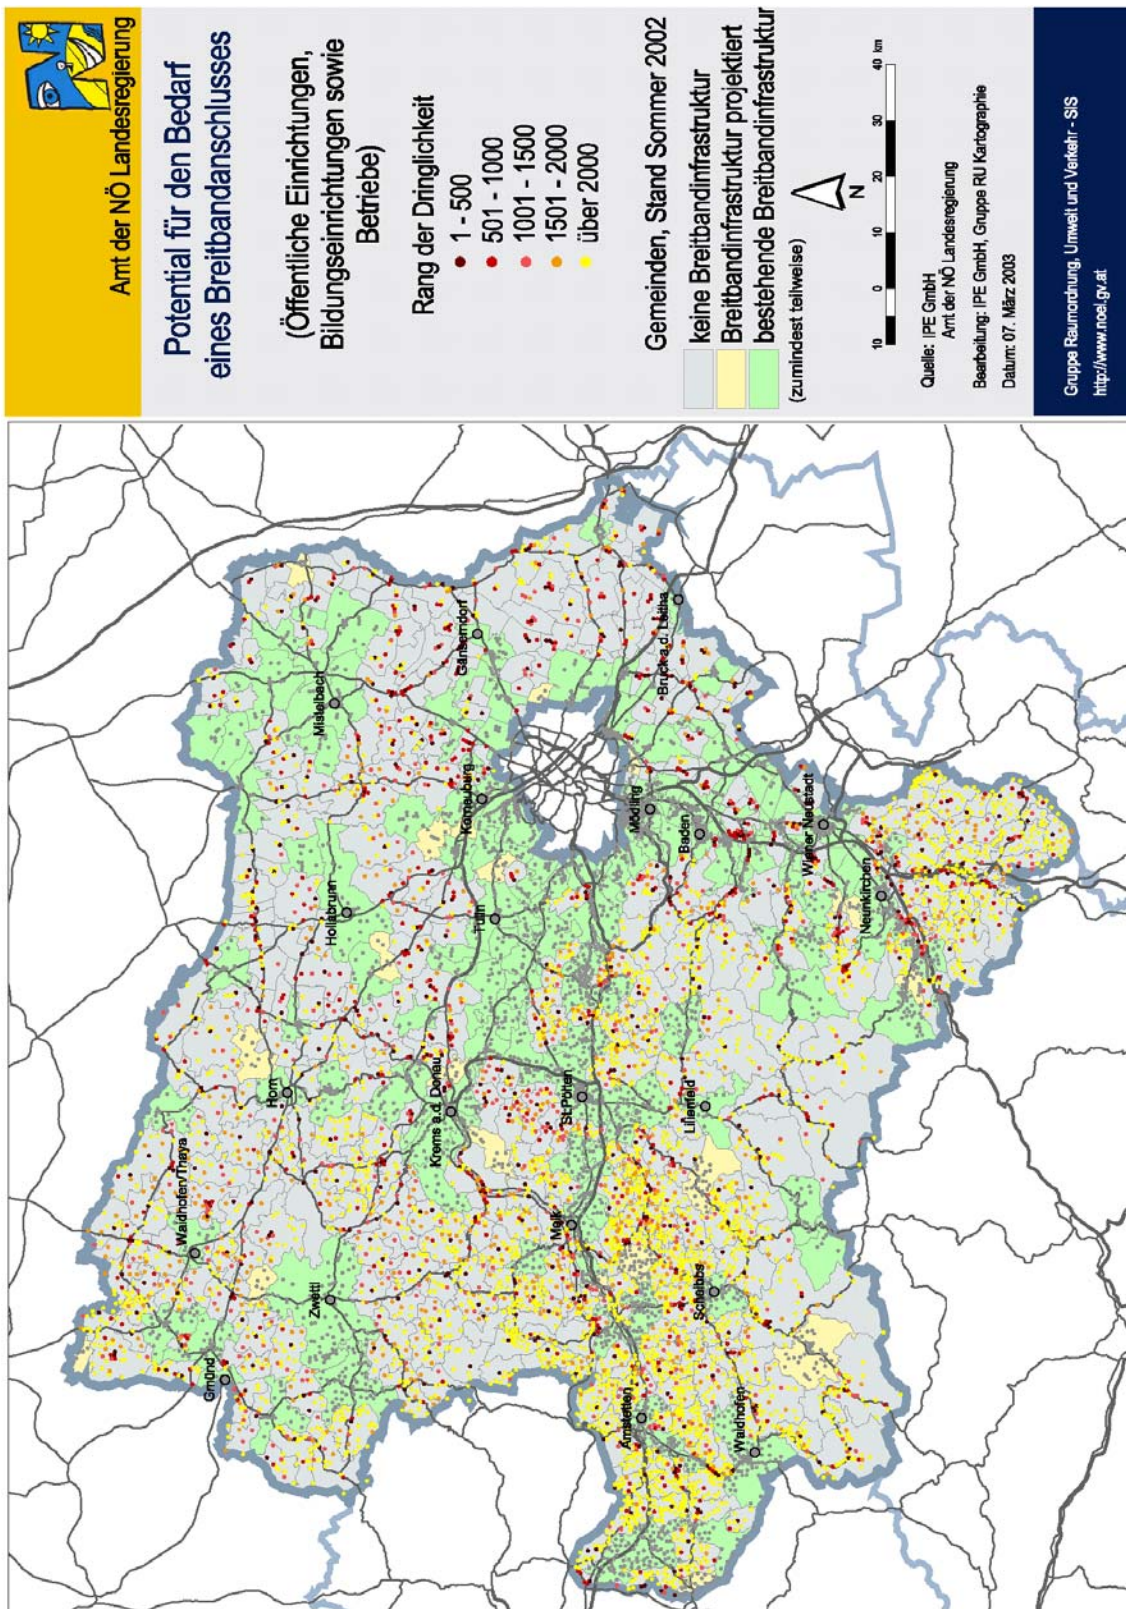 Amt der NÖ Landesregierung
Potential für den Bedarf
eines Breitbandanschlusses
(Öffentliche Einrichtungen,
Bildungseinrichtungen sowie
Betriebe)
Rang der Dringlichkeit
1 - 500
501 - 1000
1001 - 1500
1501 - 2000
über 2000
Gemeinden, Stand Sommer 2002
keine Breitbandinfrastruktur
Breitbandinfrastruktur projektiert
bestehende Breitbandinfrastruktur
(zumindest teilweise)
N
10 0 10 20 30 40 km
Quelle: IPE GmbH
Amt der NÖ Landesregierung
Bearbeitung: IPE GmbH, Gruppe RU Kartographie
Datum: 07. März 2003
Gruppe Raumordnung, Umwelt und Verkehr - SIS
http://www.noel.gv.at
Gmünd
Waidhofen/Thaya
Zwettl
Horn
Hollabrunn
Mistelbach
Krems a.d. Donau
Korneuburg
Gänserndorf
Tulln
Melk
St.Pölten
Amstetten
Mödling
Bruck a.d. Leitha
Scheibbs
Lilienfeld
Baden
Waidhofen
Wiener Neustadt
Neunkirchen